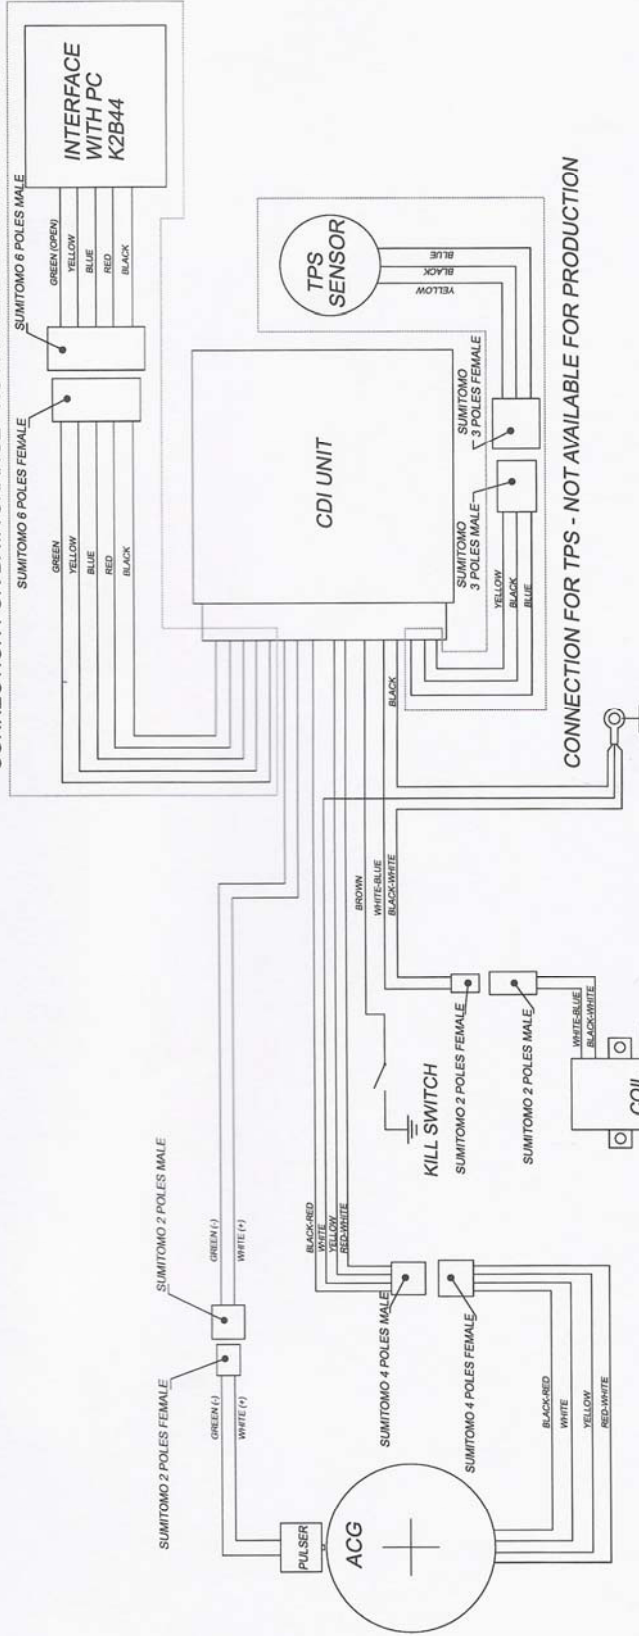 INTERFACE
WITH PC
K2B44
SUMITOMO 6 POLES MALE
GREEN (OPEN)
YELLOW
BLUE
RED
BLACK
SUMITOMO 6 POLES FEMALE
GREEN
YELLOW
BLUE
RED
BLACK
CDI UNIT
TPS
SENSOR
BLUE
BLACK
YELLOW
SUMITOMO
3 POLES FEMALE
SUMITOMO
3 POLES MALE
YELLOW
BLACK
BLUE
CONNECTION FOR TPS - NOT AVAILABLE FOR PRODUCTION
BLACK
BROWN
WHITE-BLUE
BLACK-WHITE
KILL SWITCH
SUMITOMO 2 POLES FEMALE
SUMITOMO 2 POLES MALE
WHITE-BLUE
BLACK-WHITE
COIL
SUMITOMO 2 POLES MALE
GREEN (-)
WHITE (+)
SUMITOMO 2 POLES FEMALE
GREEN (-)
WHITE (+)
BLACK-RED
WHITE
YELLOW
RED-WHITE
SUMITOMO 4 POLES MALE
SUMITOMO 4 POLES FEMALE
BLACK-RED
WHITE
YELLOW
RED-WHITE
PULSER
ACG